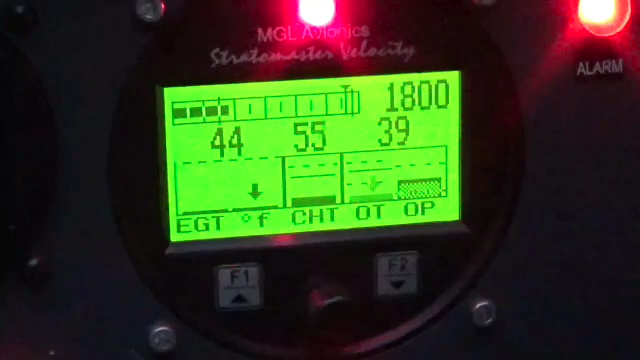 MGL Avionics
Stratomaster Velocity
ALARM
1800
44 55 39
EGT °f CHT OT OP
F1 F2